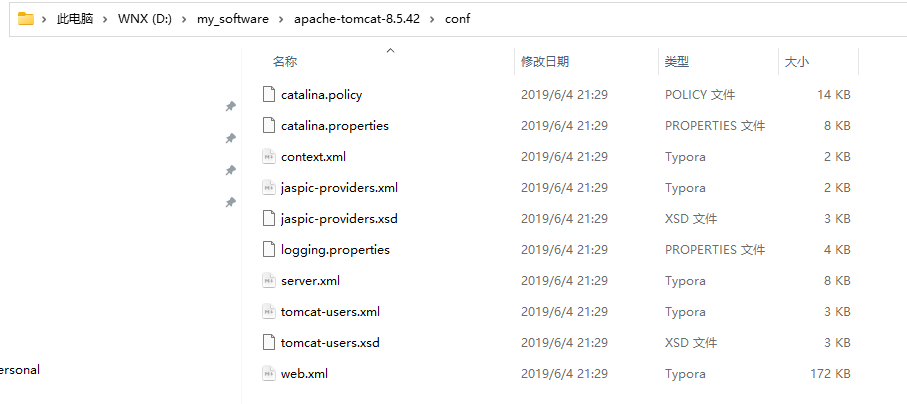 此电脑 > WNX (D:) > my_software > apache-tomcat-8.5.42 > conf
名称 修改日期 类型 大小
catalina.policy 2019/6/4 21:29 POLICY 文件 14 KB
catalina.properties 2019/6/4 21:29 PROPERTIES 文件 8 KB
context.xml 2019/6/4 21:29 Typora 2 KB
jaspic-providers.xml 2019/6/4 21:29 Typora 2 KB
jaspic-providers.xsd 2019/6/4 21:29 XSD 文件 3 KB
logging.properties 2019/6/4 21:29 PROPERTIES 文件 4 KB
server.xml 2019/6/4 21:29 Typora 8 KB
tomcat-users.xml 2019/6/4 21:29 Typora 3 KB
tomcat-users.xsd 2019/6/4 21:29 XSD 文件 3 KB
ersonal
web.xml 2019/6/4 21:29 Typora 172 KB